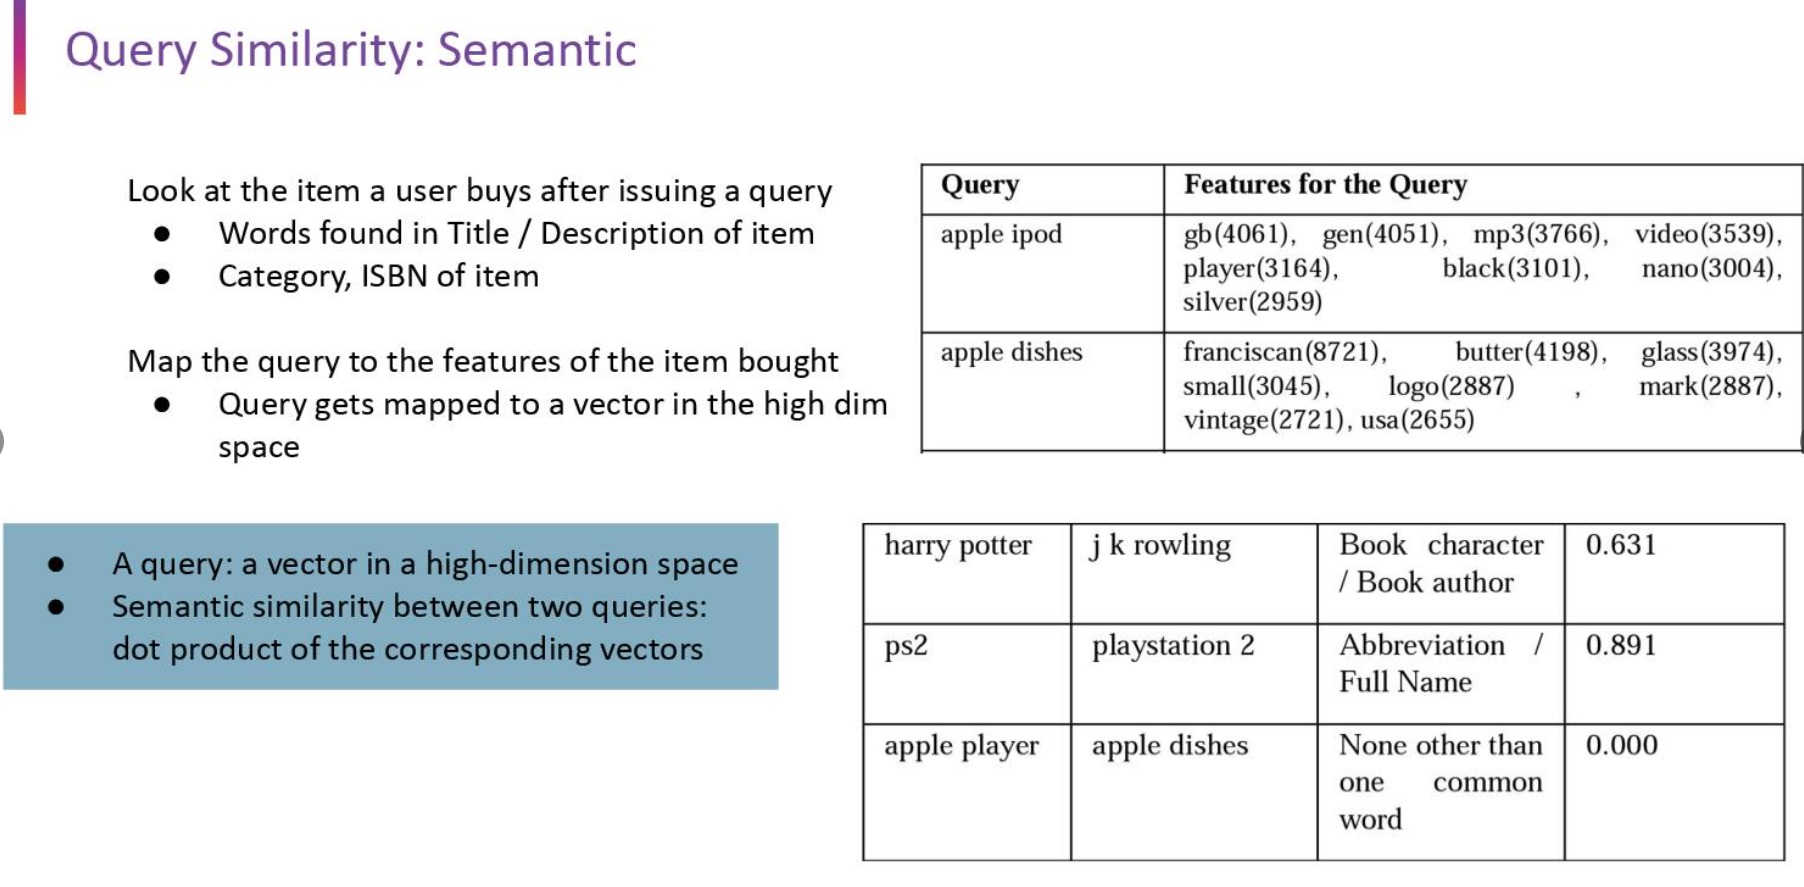 Query Similarity: Semantic
Look at the item a user buys after issuing a query
● Words found in Title / Description of item
● Category, ISBN of item
Map the query to the features of the item bought
● Query gets mapped to a vector in the high dim
space
● A query: a vector in a high-dimension space
● Semantic similarity between two queries:
dot product of the corresponding vectors
Query Features for the Query
apple ipod gb(4061), gen(4051), mp3(3766), video(3539),
player(3164), black(3101), nano(3004),
silver(2959)
apple dishes franciscan(8721), butter(4198), glass(3974),
small(3045), logo(2887) , mark(2887),
vintage(2721), usa(2655)
harry potter j k rowling Book character 0.631
/ Book author
ps2 playstation 2 Abbreviation / 0.891
Full Name
apple player apple dishes None other than 0.000
one common
word